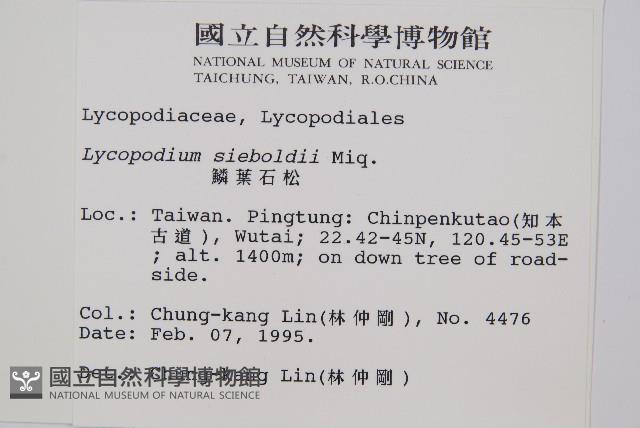 國立自然科學博物館
NATIONAL MUSEUM OF NATURAL SCIENCE
TAICHUNG, TAIWAN, R.O.CHINA
Lycopodiaceae, Lycopodiales
Lycopodium sieboldii Miq.
鱗葉石松
Loc.: Taiwan. Pingtung: Chinpenkutao(知本
古道), Wutai; 22.42-45N, 120.45-53E
; alt. 1400m; on down tree of road-
side.
Col.: Chung-kang Lin(林仲剛), No. 4476
Date: Feb. 07, 1995.
Det.: Chung-kang Lin(林仲剛)
國立自然科學博物館
NATIONAL MUSEUM OF NATURAL SCIENCE